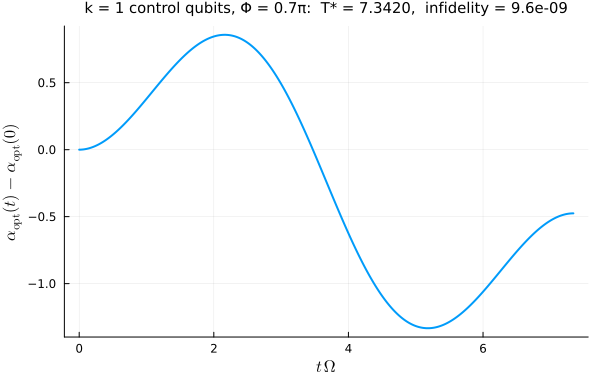 k = 1 control qubits, Φ = 0.7π:  T* = 7.3420,  infidelity = 9.6e-09
α_opt(t) − α_opt(0)
0.5
0.0
−0.5
−1.0
0 2 4 6
t Ω